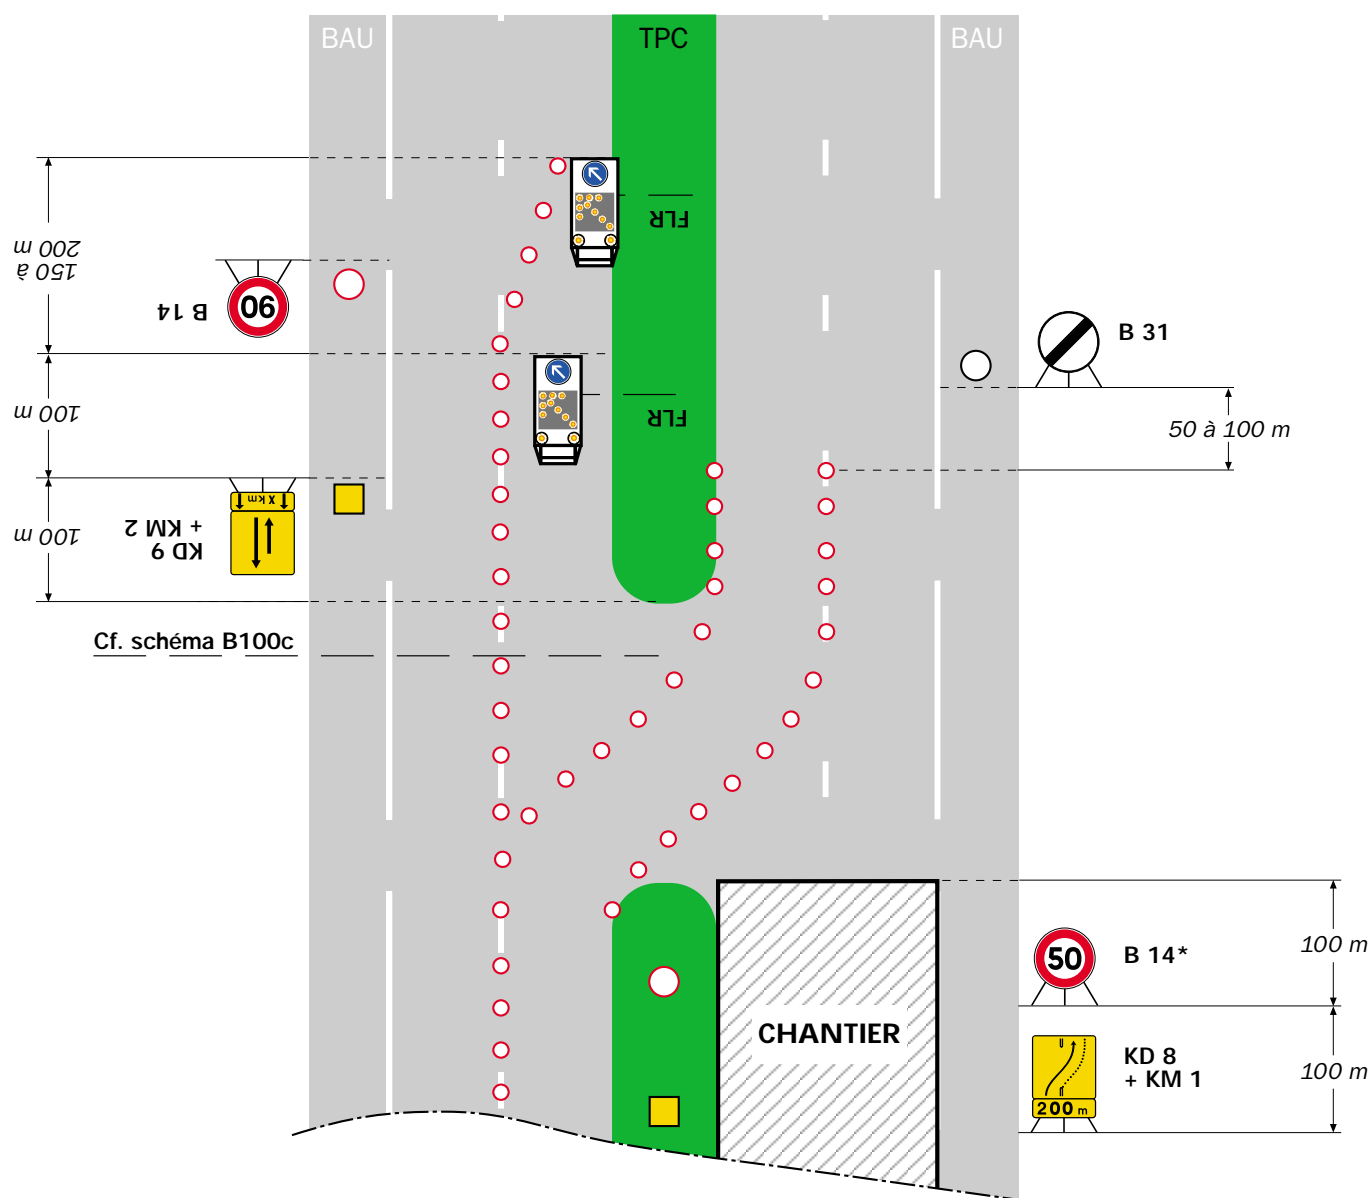 BAU
TPC
BAU
FLR
150 à
200 m
B 14
90
B 31
50 à 100 m
100 m
FLR
X km
KD 9
+ KM 2
100 m
Cf. schéma B100c
CHANTIER
50
B 14*
100 m
KD 8
+ KM 1
200 m
100 m